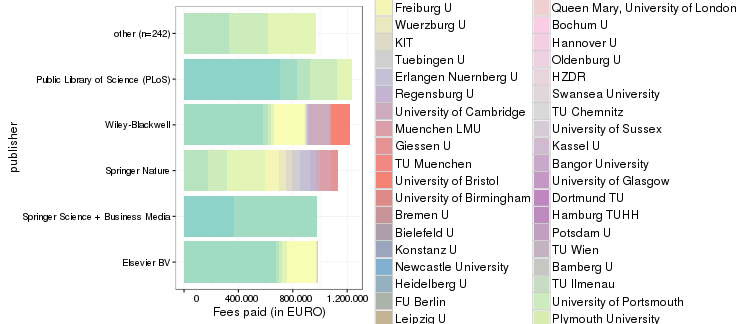 publisher
other (n=242)
Public Library of Science (PLoS)
Wiley-Blackwell
Springer Nature
Springer Science + Business Media
Elsevier BV
0 400.000 800.000 1.200.000
Fees paid (in EURO)
Freiburg U
Wuerzburg U
KIT
Tuebingen U
Erlangen Nuernberg U
Regensburg U
University of Cambridge
Muenchen LMU
Giessen U
TU Muenchen
University of Bristol
University of Birmingham
Bremen U
Bielefeld U
Konstanz U
Newcastle University
Heidelberg U
FU Berlin
Leipzig U
Queen Mary, University of London
Bochum U
Hannover U
Oldenburg U
HZDR
Swansea University
TU Chemnitz
University of Sussex
Kassel U
Bangor University
University of Glasgow
Dortmund TU
Hamburg TUHH
Potsdam U
TU Wien
Bamberg U
TU Ilmenau
University of Portsmouth
Plymouth University